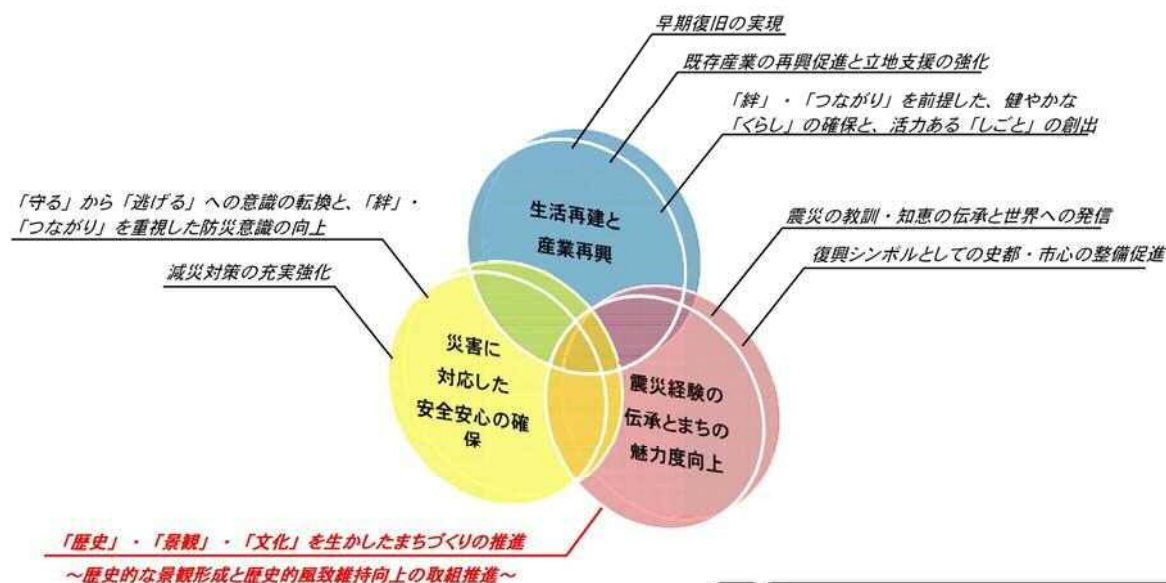 早期復旧の実現
既存産業の再興促進と立地支援の強化
「絆」・「つながり」を前提した、健やかな
「くらし」の確保と、活力ある「しごと」の創出
生活再建と
産業再興
「守る」から「逃げる」への意識の転換と、「絆」・
「つながり」を重視した防災意識の向上
減災対策の充実強化
震災の教訓・知恵の伝承と世界への発信
復興シンボルとしての史都・市心の整備促進
災害に
対応した
安全安心の確
保
震災経験の
伝承とまちの
魅力度向上
「歴史」・「景観」・「文化」を生かしたまちづくりの推進
～歴史的な景観形成と歴史的風致維持向上の取組推進～